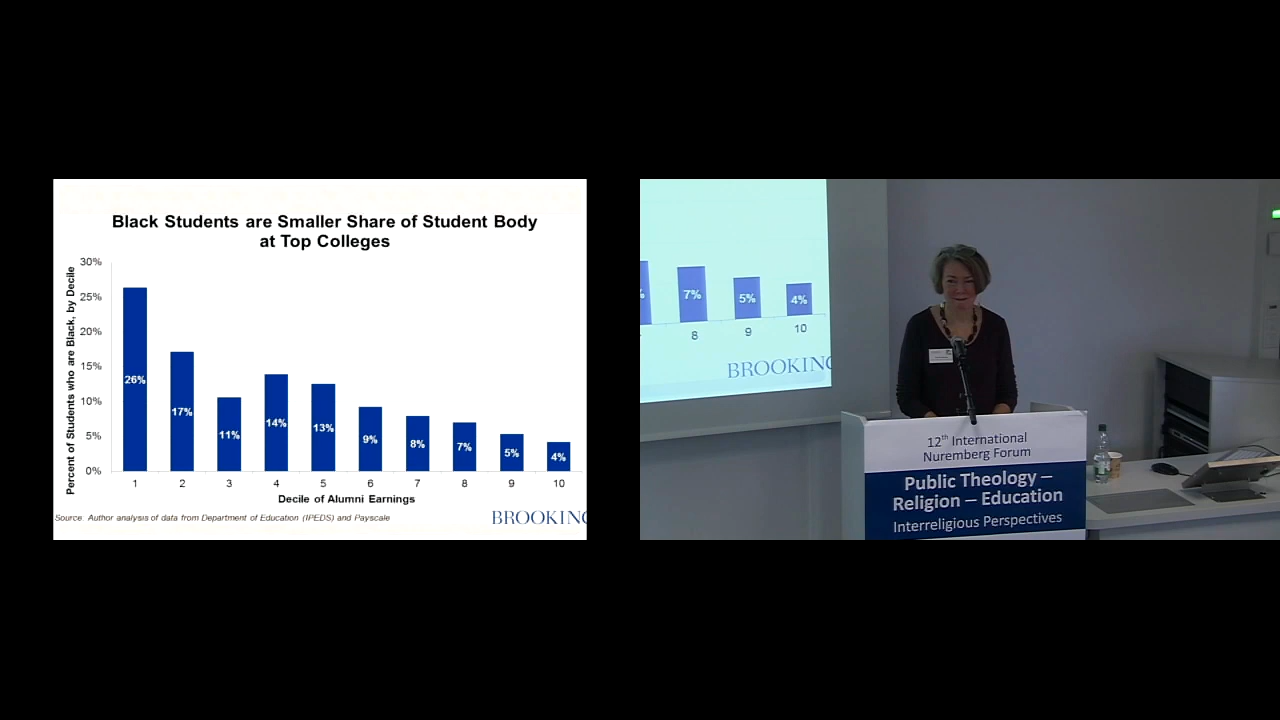 Black Students are Smaller Share of Student Body
at Top Colleges
Percent of Students who are Black, by Decile
30%
25%
20%
15%
10%
5%
0%
26%
17%
11%
14%
13%
9%
8%
7%
5%
4%
1 2 3 4 5 6 7 8 9 10
Decile of Alumni Earnings
Source: Author analysis of data from Department of Education (IPEDS) and Payscale
BROOKINC
7%
5%
4%
8 9 10
BROOKINC
12th International
Nuremberg Forum
Public Theology –
Religion – Education
Interreligious Perspectives